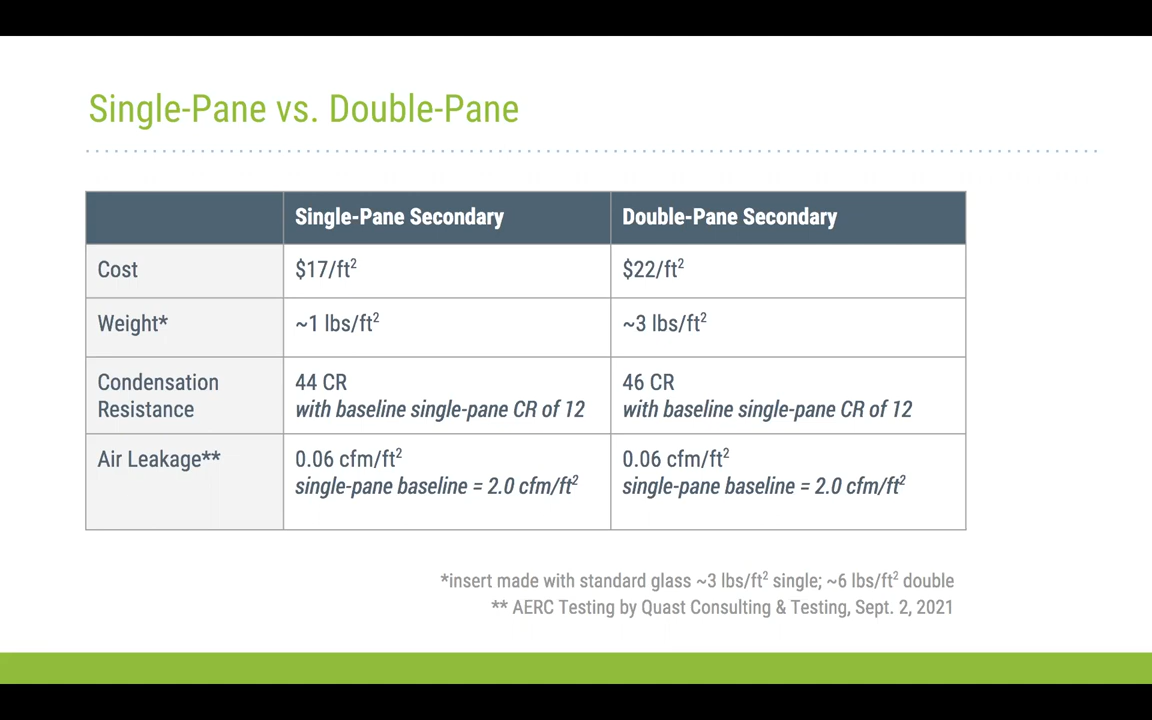 Single-Pane vs. Double-Pane
Single-Pane Secondary Double-Pane Secondary
Cost $17/ft² $22/ft²
Weight* ~1 lbs/ft² ~3 lbs/ft²
Condensation 44 CR 46 CR
Resistance with baseline single-pane CR of 12 with baseline single-pane CR of 12
Air Leakage** 0.06 cfm/ft² 0.06 cfm/ft²
single-pane baseline = 2.0 cfm/ft² single-pane baseline = 2.0 cfm/ft²
*insert made with standard glass ~3 lbs/ft² single; ~6 lbs/ft² double
** AERC Testing by Quast Consulting & Testing, Sept. 2, 2021